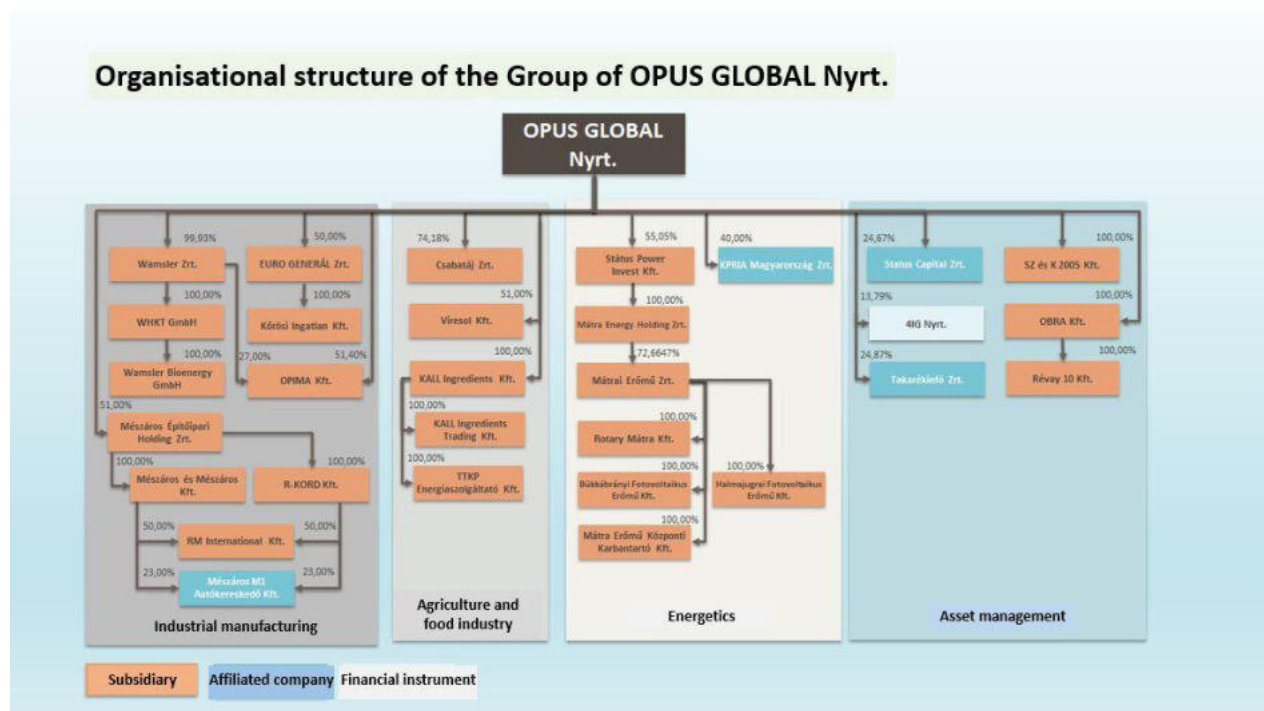 Organisational structure of the Group of OPUS GLOBAL Nyrt.
OPUS GLOBAL
Nyrt.
99,93%
Wamsler Zrt.
50,00%
EURO GENERÁL Zrt.
100,00%
WHKT GmbH
100,00%
Kőrösi Ingatlan Kft.
100,00%
Wamsler Bioenergy
GmbH
27,00%
51,40%
OPIMA Kft.
51,00%
Mészáros Építőipari
Holding Zrt.
100,00%
Mészáros és Mészáros
Kft.
100,00%
R-KORD Kft.
50,00%
50,00%
RM International Kft.
23,00%
23,00%
Mészáros M1
Autókereskedő Kft.
Industrial manufacturing
74,18%
Csabatáj Zrt.
51,00%
Viresol Kft.
100,00%
KALL Ingredients Kft.
100,00%
KALL Ingredients
Trading Kft.
100,00%
TTKP
Energiaszolgáltató Kft.
Agriculture and
food industry
55,05%
Státus Power
Invest Kft.
40,00%
KPRIA Magyarország Zrt.
100,00%
Mátra Energy Holding Zrt.
72,6647%
Mátrai Erőmű Zrt.
100,00%
Rotary Mátra Kft.
100,00%
Bükkábrányi Fotovoltaikus
Erőmű Kft.
100,00%
Halmajugrai Fotovoltaikus
Erőmű Kft.
100,00%
Mátra Erőmű Központi
Karbantartó Kft.
Energetics
24,67%
Status Capital Zrt.
100,00%
SZ és K 2005 Kft.
13,79%
4IG Nyrt.
100,00%
OBRA Kft.
24,87%
Takarékinfó Zrt.
100,00%
Révay 10 Kft.
Asset management
Subsidiary
Affiliated company
Financial instrument